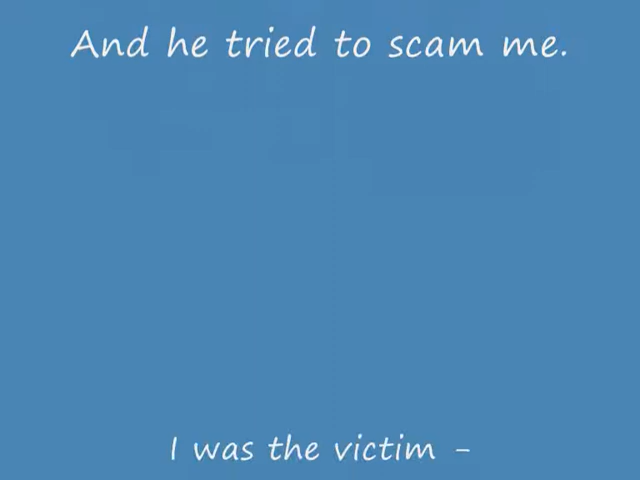 And he tried to scam me.
I was the victim -